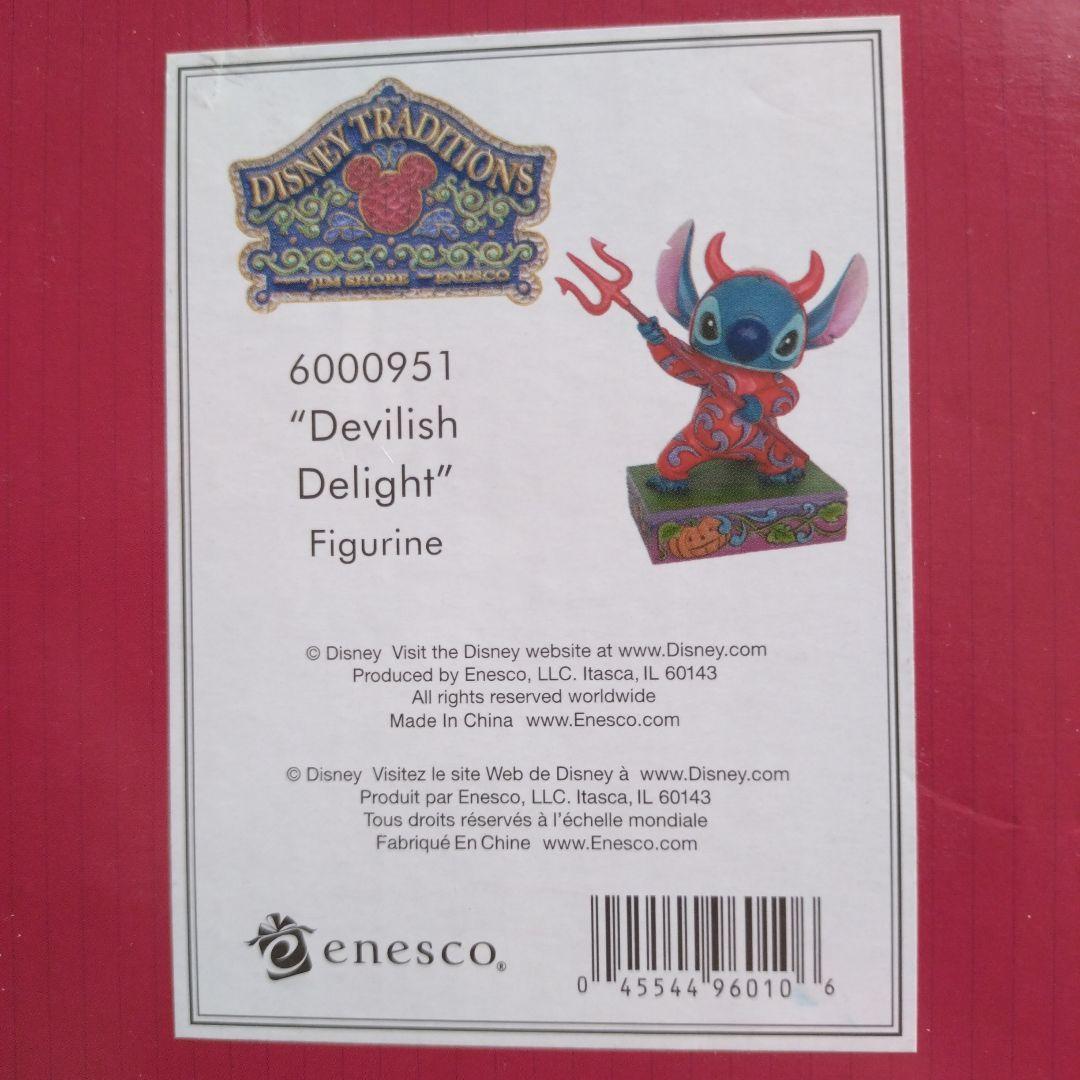 DISNEY TRADITIONS
JIM SHORE
ENESCO
6000951
“Devilish
Delight”
Figurine
© Disney Visit the Disney website at www.Disney.com
Produced by Enesco, LLC. Itasca, IL 60143
All rights reserved worldwide
Made In China www.Enesco.com
© Disney Visitez le site Web de Disney à www.Disney.com
Produit par Enesco, LLC. Itasca, IL 60143
Tous droits réservés à l’échelle mondiale
Fabriqué En Chine www.Enesco.com
enesco®
0 45544 96010 6